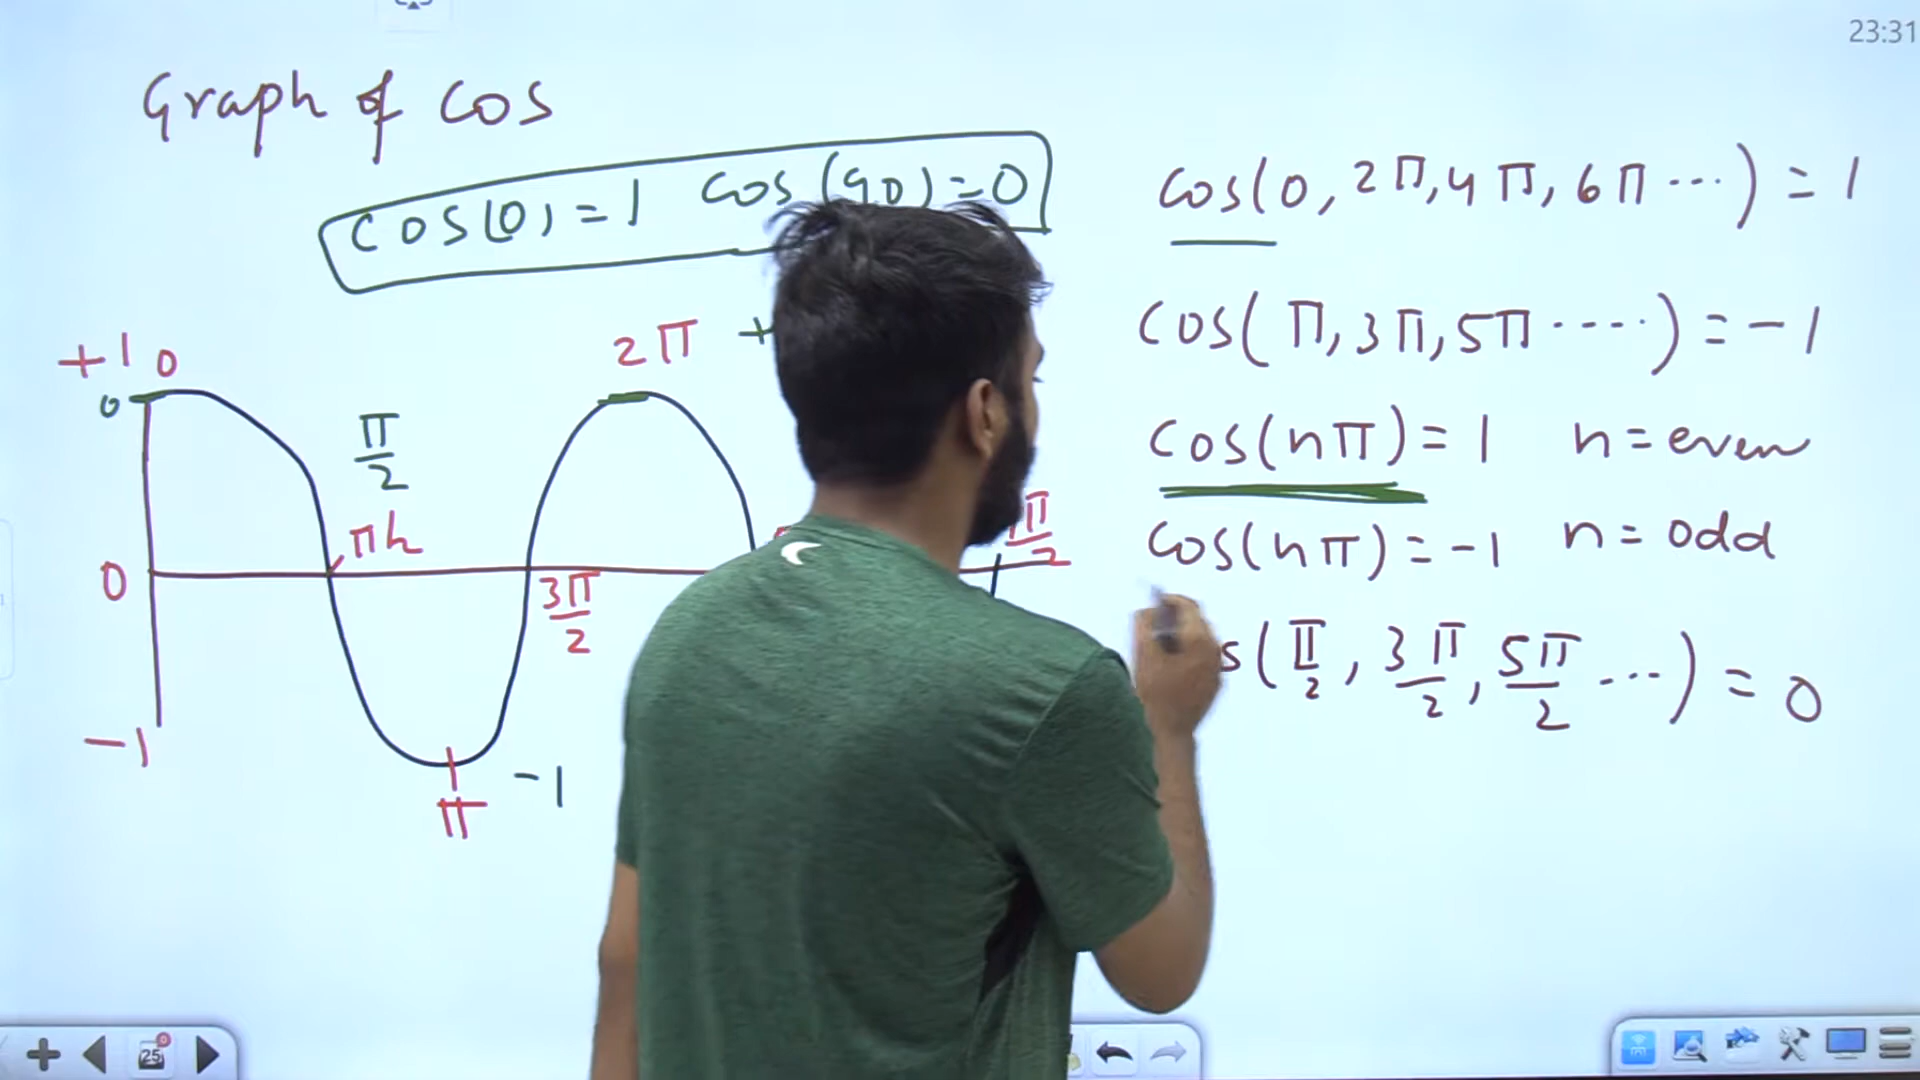 23:31
Graph of cos
cos(0) = 1 cos(90) = 0
+1 0
0
π/2
π/2
0
-1
π
-1
3π/2
2π +
π/2
cos(0, 2π, 4π, 6π ...) = 1
cos(π, 3π, 5π .....) = -1
cos(nπ) = 1 n = even
cos(nπ) = -1 n = odd
s(π/2, 3π/2, 5π/2 ...) = 0
25